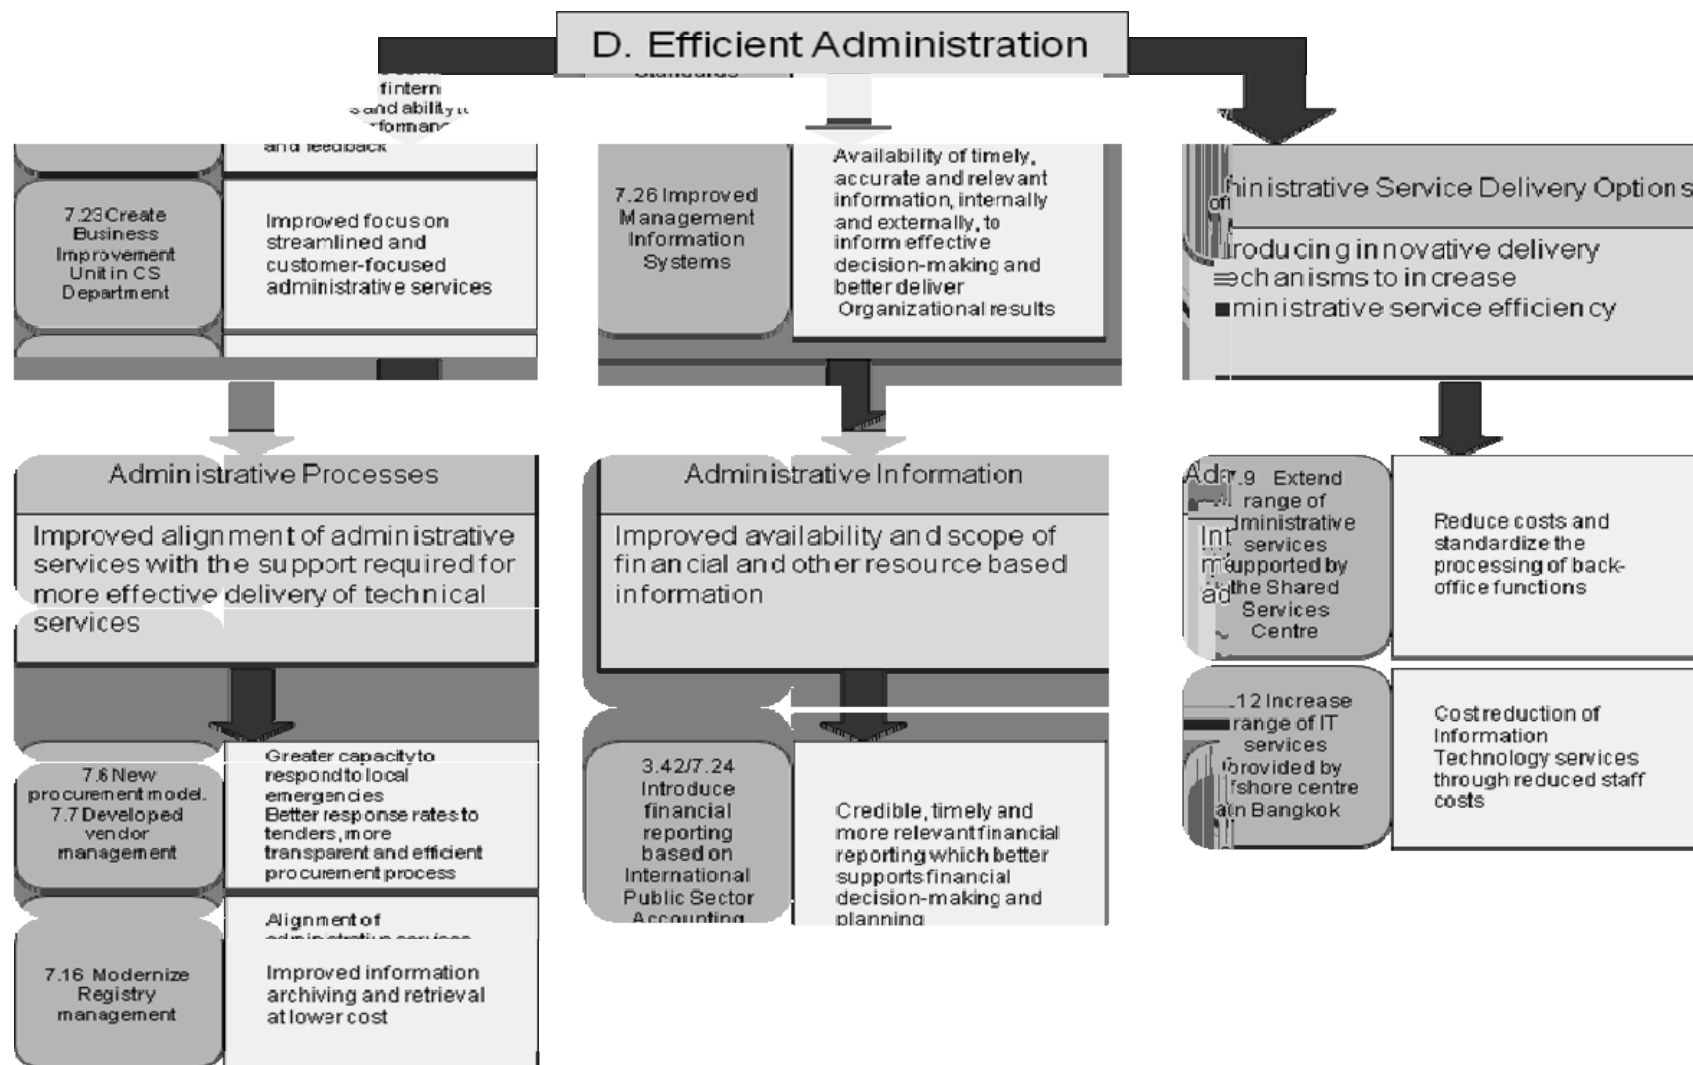 D. Efficient Administration
Standards
and ability to
and feedback
7.23 Create
Business
Improvement
Unit in CS
Department
Improved focus on
streamlined and
customer-focused
administrative services
7.26 Improved
Management
Information
Systems
Availability of timely,
accurate and relevant
information, internally
and externally, to
inform effective
decision-making and
better deliver
Organizational results
Service Delivery Options
innovative delivery
to increase
service efficiency
Administrative Processes
Improved alignment of administrative
services with the support required for
more effective delivery of technical
services
7.6 New
procurement model.
7.7 Developed
vendor
management
Greater capacity to
respond to local
emergencies
Better response rates to
tenders, more
transparent and efficient
procurement process
7.16 Modernize
Registry
management
Alignment of
administrative services
Improved information
archiving and retrieval
at lower cost
Administrative Information
Improved availability and scope of
financial and other resource based
information
3.42/7.24
Introduce
financial
reporting
based on
International
Public Sector
Accounting
Credible, timely and
more relevant financial
reporting which better
supports financial
decision-making and
planning
Extend
range of
services
the Shared
Services
Centre
Reduce costs and
standardize the
processing of back-
office functions
12 Increase
range of IT
services
provided by
centre
in Bangkok
Cost reduction of
Information
Technology services
through reduced staff
costs